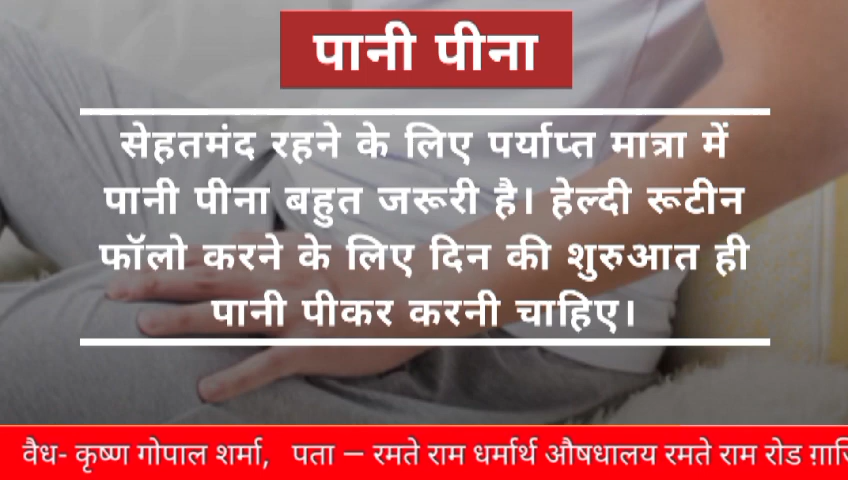 पानी पीना
सेहतमंद रहने के लिए पर्याप्त मात्रा में
पानी पीना बहुत जरूरी है। हेल्दी रूटीन
फॉलो करने के लिए दिन की शुरुआत ही
पानी पीकर करनी चाहिए।
वैध- कृष्ण गोपाल शर्मा, पता – रमते राम धर्मार्थ औषधालय रमते राम रोड